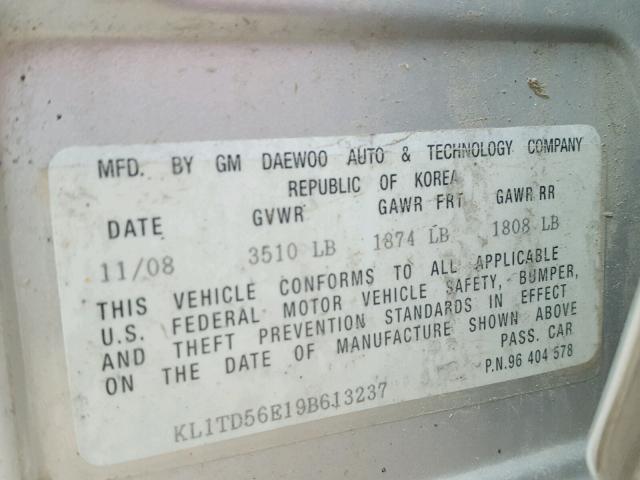 MFD. BY GM DAEWOO AUTO & TECHNOLOGY COMPANY
REPUBLIC OF KOREA
DATE GVWR GAWR FRT GAWR RR
11/08 3510 LB 1874 LB 1808 LB
THIS VEHICLE CONFORMS TO ALL APPLICABLE
U.S. FEDERAL MOTOR VEHICLE SAFETY, BUMPER,
AND THEFT PREVENTION STANDARDS IN EFFECT
ON THE DATE OF MANUFACTURE SHOWN ABOVE
PASS. CAR
P.N.96 404 578
KL1TD56E19B613237